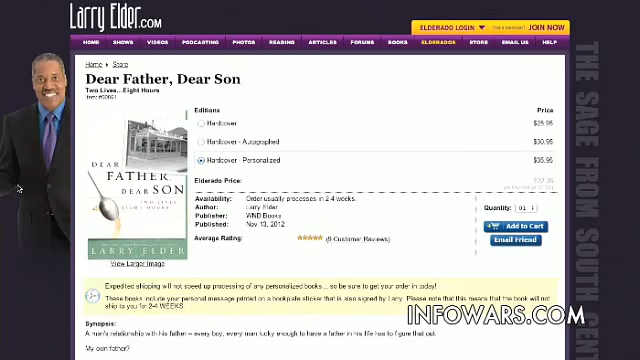 Larry Elder.COM
ELDERADO LOGIN JOIN NOW
HOME SHOWS VIDEOS PODCASTING PHOTOS READING ARTICLES FORUMS BOOKS ELDERADOS STORE EMAIL US HELP
Home > Store
Dear Father, Dear Son
Two Lives...Eight Hours
Editions Price
Hardcover $25.95
Hardcover - Autographed $30.95
Hardcover - Personalized $35.95
Elderado Price:
Availability: Order usually processes in 2-4 weeks.
Author: Larry Elder
Publisher: WND Books
Publish: Nov 13, 2012
Average Rating: (9 Customer Reviews)
Quantity: 01
Add to Cart
Email Friend
DEAR
FATHER,
DEAR SON
TWO LIVES
EIGHT HOURS
LARRY ELDER
View Larger Image
Expedited shipping will not speed up processing of any personalized books... so be sure to get your order in today!
These books include your personal message printed on a bookplate sticker that is also signed by Larry. Please note that this means the book will not
ship to you for 2-4 WEEKS.
Synopsis:
A man's relationship with his father -- every boy, every man lucky enough to have a father in his life has to figure that out.
My own father?
THE SAGE FROM SOUTH CENT
INFOWARS.COM